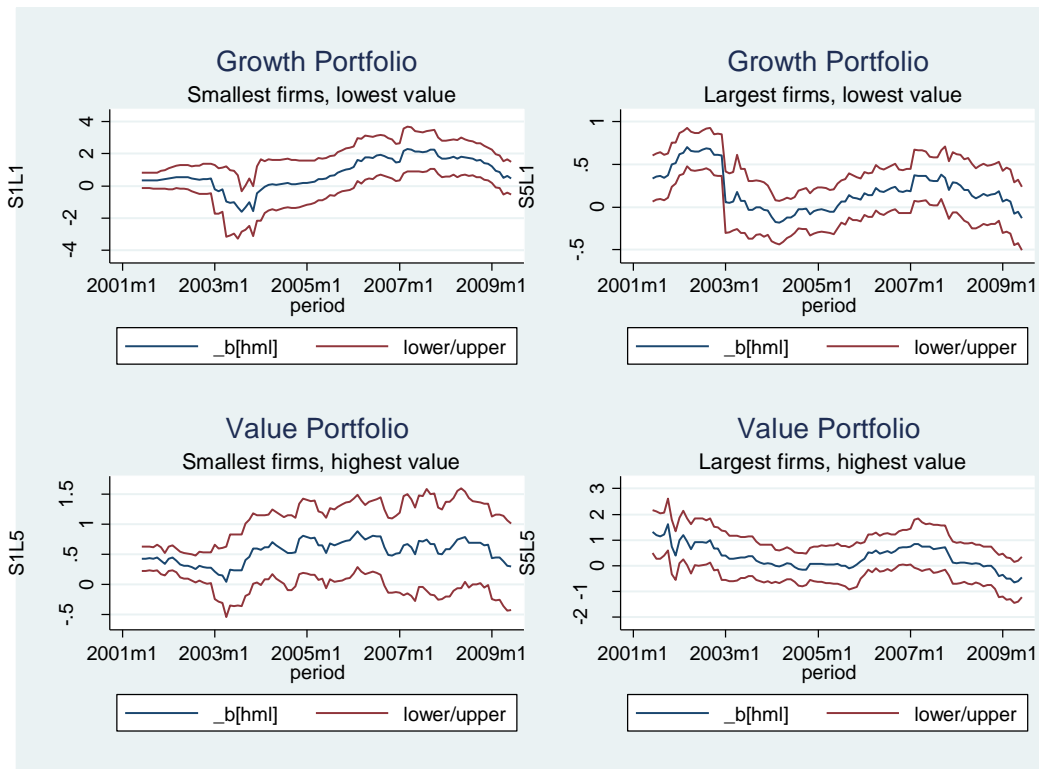 Growth Portfolio
Smallest firms, lowest value
S1L1
4
2
0
-2
-4
2001m1 2003m1 2005m1 2007m1 2009m1
period
_b[hml] lower/upper
Growth Portfolio
Largest firms, lowest value
S5L1
1
.5
0
-.5
2001m1 2003m1 2005m1 2007m1 2009m1
period
_b[hml] lower/upper
Value Portfolio
Smallest firms, highest value
S1L5
1.5
1
.5
0
-.5
2001m1 2003m1 2005m1 2007m1 2009m1
period
_b[hml] lower/upper
Value Portfolio
Largest firms, highest value
S5L5
3
2
1
0
-1
-2
2001m1 2003m1 2005m1 2007m1 2009m1
period
_b[hml] lower/upper